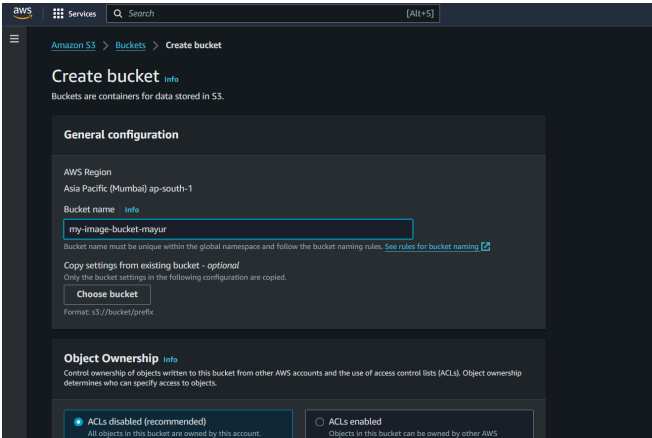 aws
Services
Search
[Alt+S]
Amazon S3 > Buckets > Create bucket
Create bucket Info
Buckets are containers for data stored in S3.
General configuration
AWS Region
Asia Pacific (Mumbai) ap-south-1
Bucket name Info
my-image-bucket-mayur
Bucket name must be unique within the global namespace and follow the bucket naming rules. See rules for bucket naming
Copy settings from existing bucket - optional
Only the bucket settings in the following configuration are copied.
Choose bucket
Format: s3://bucket/prefix
Object Ownership Info
Control ownership of objects written to this bucket from other AWS accounts and the use of access control lists (ACLs). Object ownership
determines who can specify access to objects.
ACLs disabled (recommended)
All objects in this bucket are owned by this account.
ACLs enabled
Objects in this bucket can be owned by other AWS